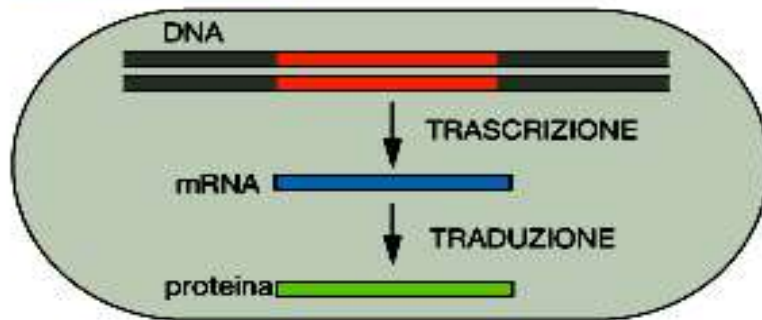 DNA
TRASCRIZIONE
mRNA
TRADUZIONE
proteina